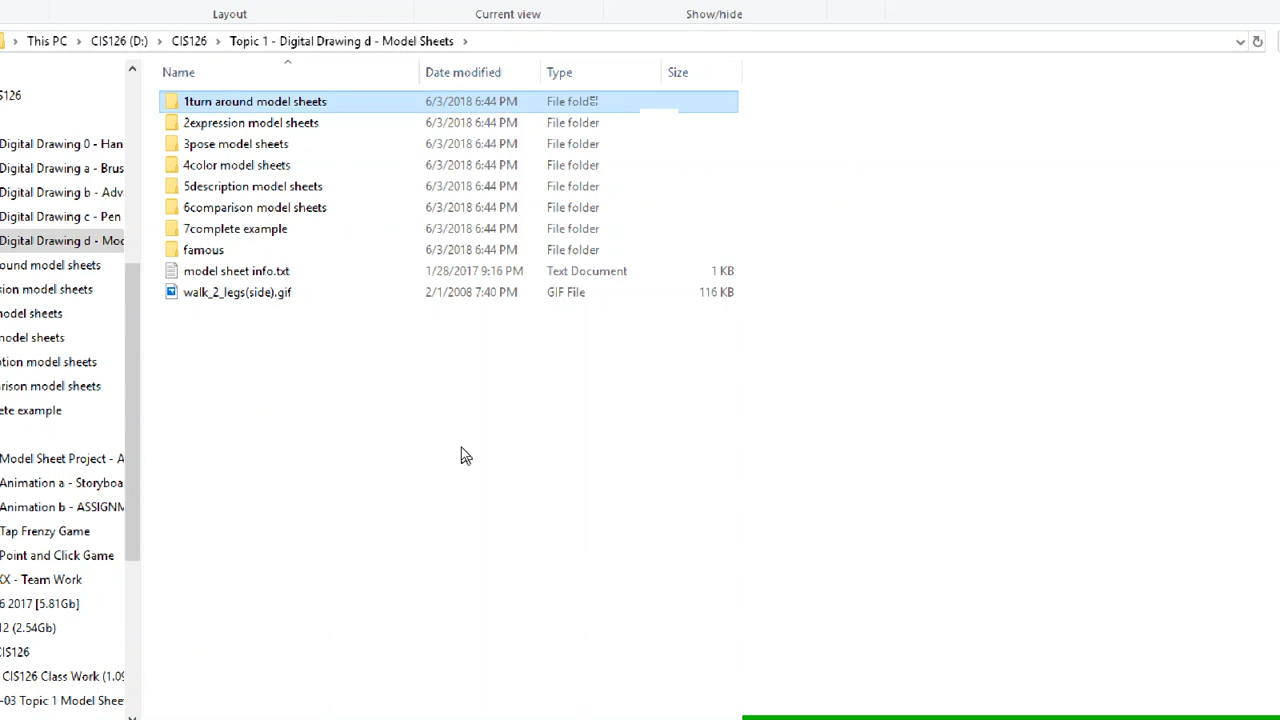 Layout Current view Show/hide
This PC CIS126 (D:) CIS126 Topic 1 - Digital Drawing d - Model Sheets
Name Date modified Type Size
1turn around model sheets 6/3/2018 6:44 PM File folder
2expression model sheets 6/3/2018 6:44 PM File folder
3pose model sheets 6/3/2018 6:44 PM File folder
4color model sheets 6/3/2018 6:44 PM File folder
5description model sheets 6/3/2018 6:44 PM File folder
6comparison model sheets 6/3/2018 6:44 PM File folder
7complete example 6/3/2018 6:44 PM File folder
famous 6/3/2018 6:44 PM File folder
model sheet info.txt 1/28/2017 9:16 PM Text Document 1 KB
walk_2_legs(side).gif 2/1/2008 7:40 PM GIF File 116 KB
IS126
Digital Drawing 0 - Han
Digital Drawing a - Brus
Digital Drawing b - Adv
Digital Drawing c - Pen
Digital Drawing d - Mod
ound model sheets
sion model sheets
model sheets
model sheets
ption model sheets
arison model sheets
ete example
Model Sheet Project - A
Animation a - Storyboa
Animation b - ASSIGNM
Tap Frenzy Game
Point and Click Game
XX - Team Work
6 2017 [5.81Gb]
12 (2.54Gb)
CIS126
CIS126 Class Work (1.09
-03 Topic 1 Model Shee